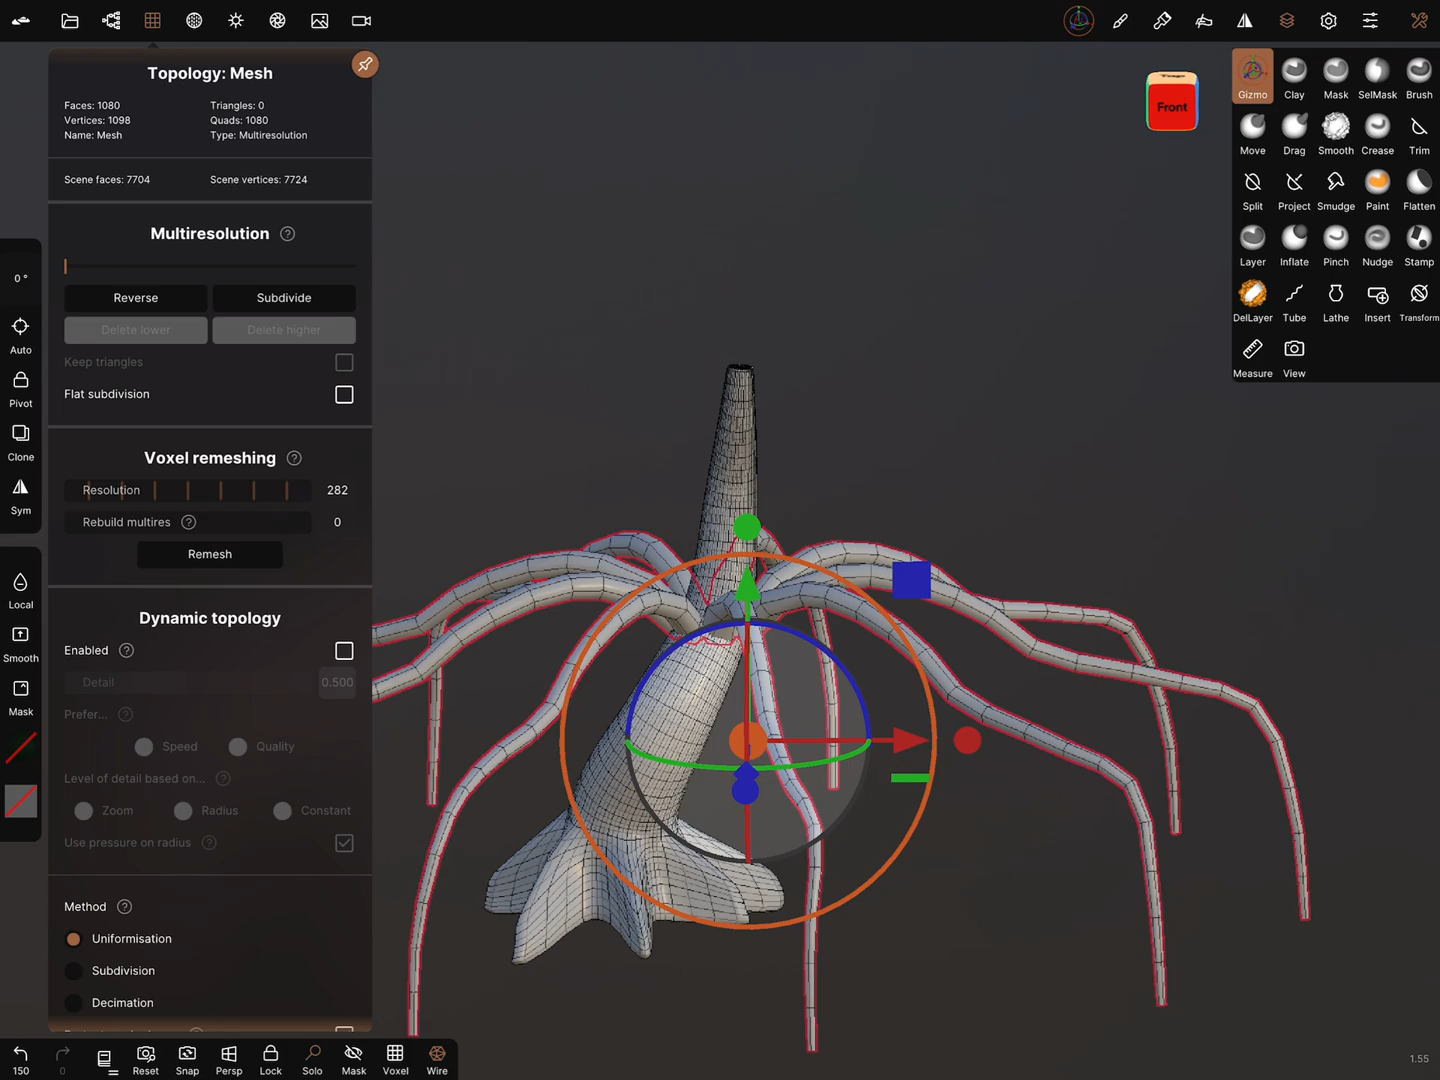 Topology: Mesh
Faces: 1080
Triangles: 0
Vertices: 1098
Quads: 1080
Name: Mesh
Type: Multiresolution
Scene faces: 7704
Scene vertices: 7724
Multiresolution ?
Reverse
Subdivide
Delete lower
Delete higher
Keep triangles
Flat subdivision
Voxel remeshing ?
Resolution
282
Rebuild multires ?
0
Remesh
Dynamic topology
Enabled ?
Detail
0.500
Prefer... ?
Speed
Quality
Level of detail based on... ?
Zoom
Radius
Constant
Use pressure on radius ?
Method ?
Uniformisation
Subdivision
Decimation
0 °
Auto
Pivot
Clone
Sym
Local
Smooth
Mask
150
0
Reset
Snap
Persp
Lock
Solo
Mask
Voxel
Wire
Front
Gizmo
Clay
Mask
SelMask
Brush
Move
Drag
Smooth
Crease
Trim
Split
Project
Smudge
Paint
Flatten
Layer
Inflate
Pinch
Nudge
Stamp
DelLayer
Tube
Lathe
Insert
Transform
Measure
View
1.55